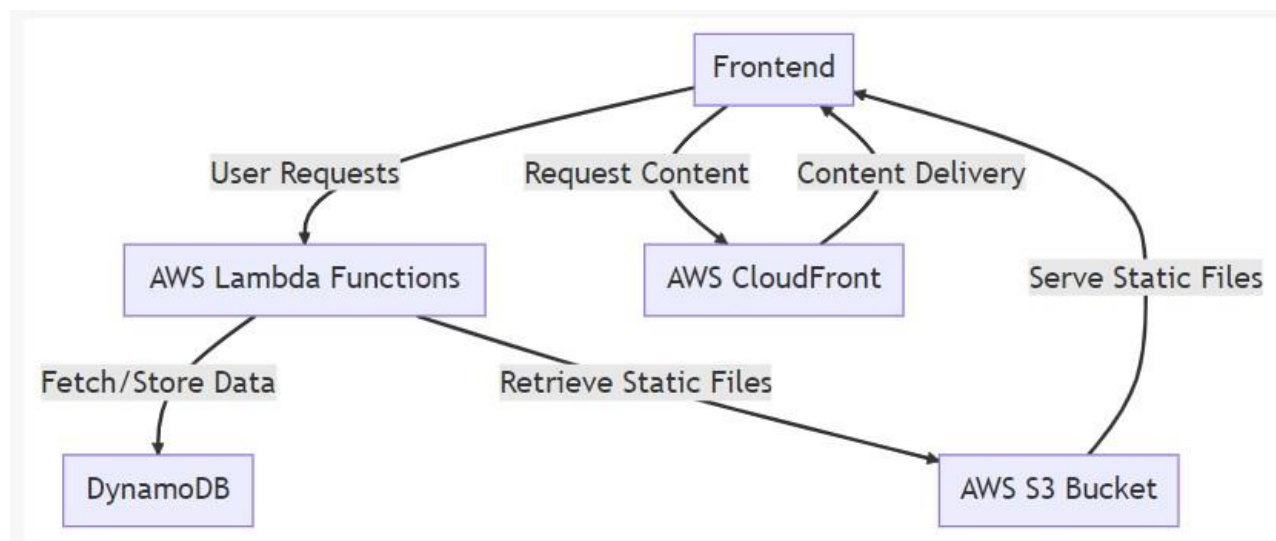 Frontend
User Requests
Request Content
Content Delivery
AWS Lambda Functions
AWS CloudFront
Serve Static Files
Fetch/Store Data
Retrieve Static Files
DynamoDB
AWS S3 Bucket